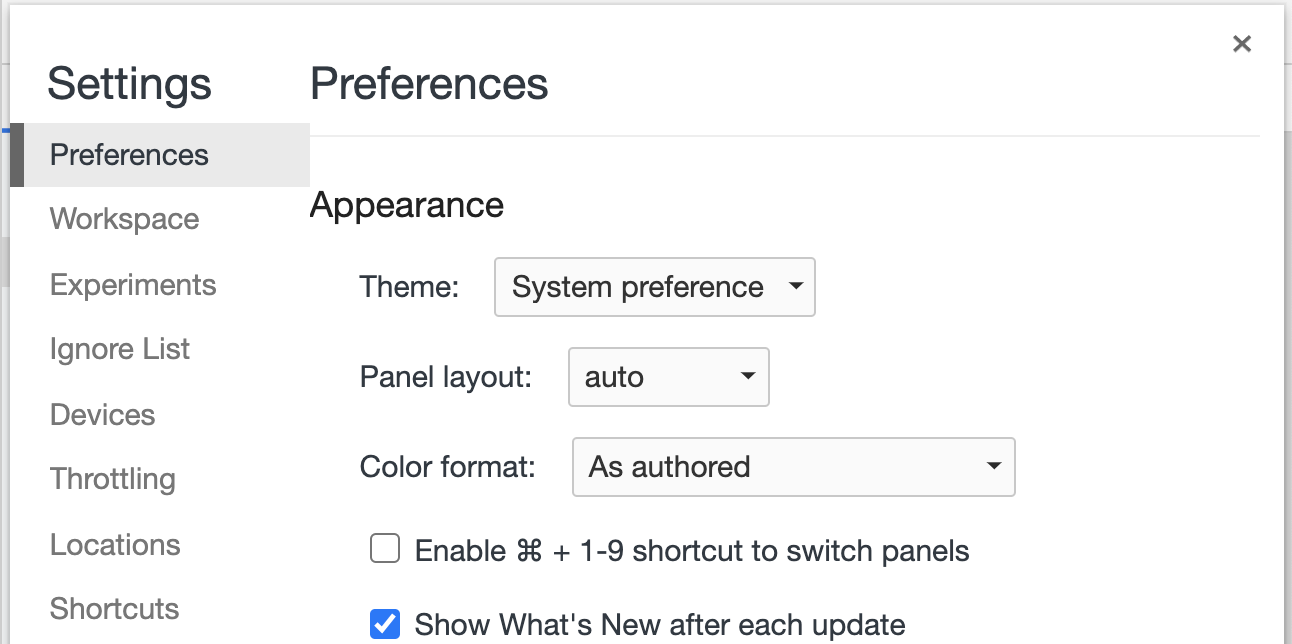 Settings
Preferences
Workspace
Experiments
Ignore List
Devices
Throttling
Locations
Shortcuts
Preferences
Appearance
Theme: System preference
Panel layout: auto
Color format: As authored
Enable ⌘ + 1-9 shortcut to switch panels
Show What's New after each update